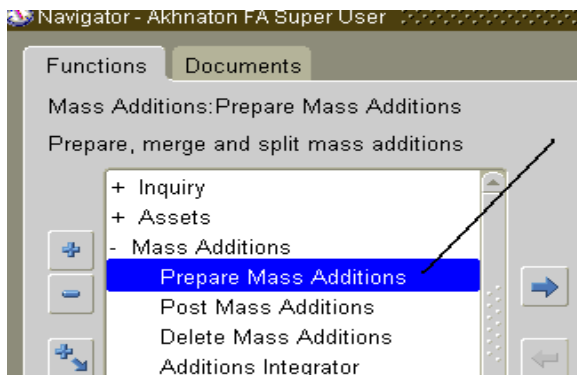 Navigator - Akhnaton FA Super User
Functions Documents
Mass Additions:Prepare Mass Additions
Prepare, merge and split mass additions
+ Inquiry
+ Assets
- Mass Additions
Prepare Mass Additions
Post Mass Additions
Delete Mass Additions
Additions Integrator